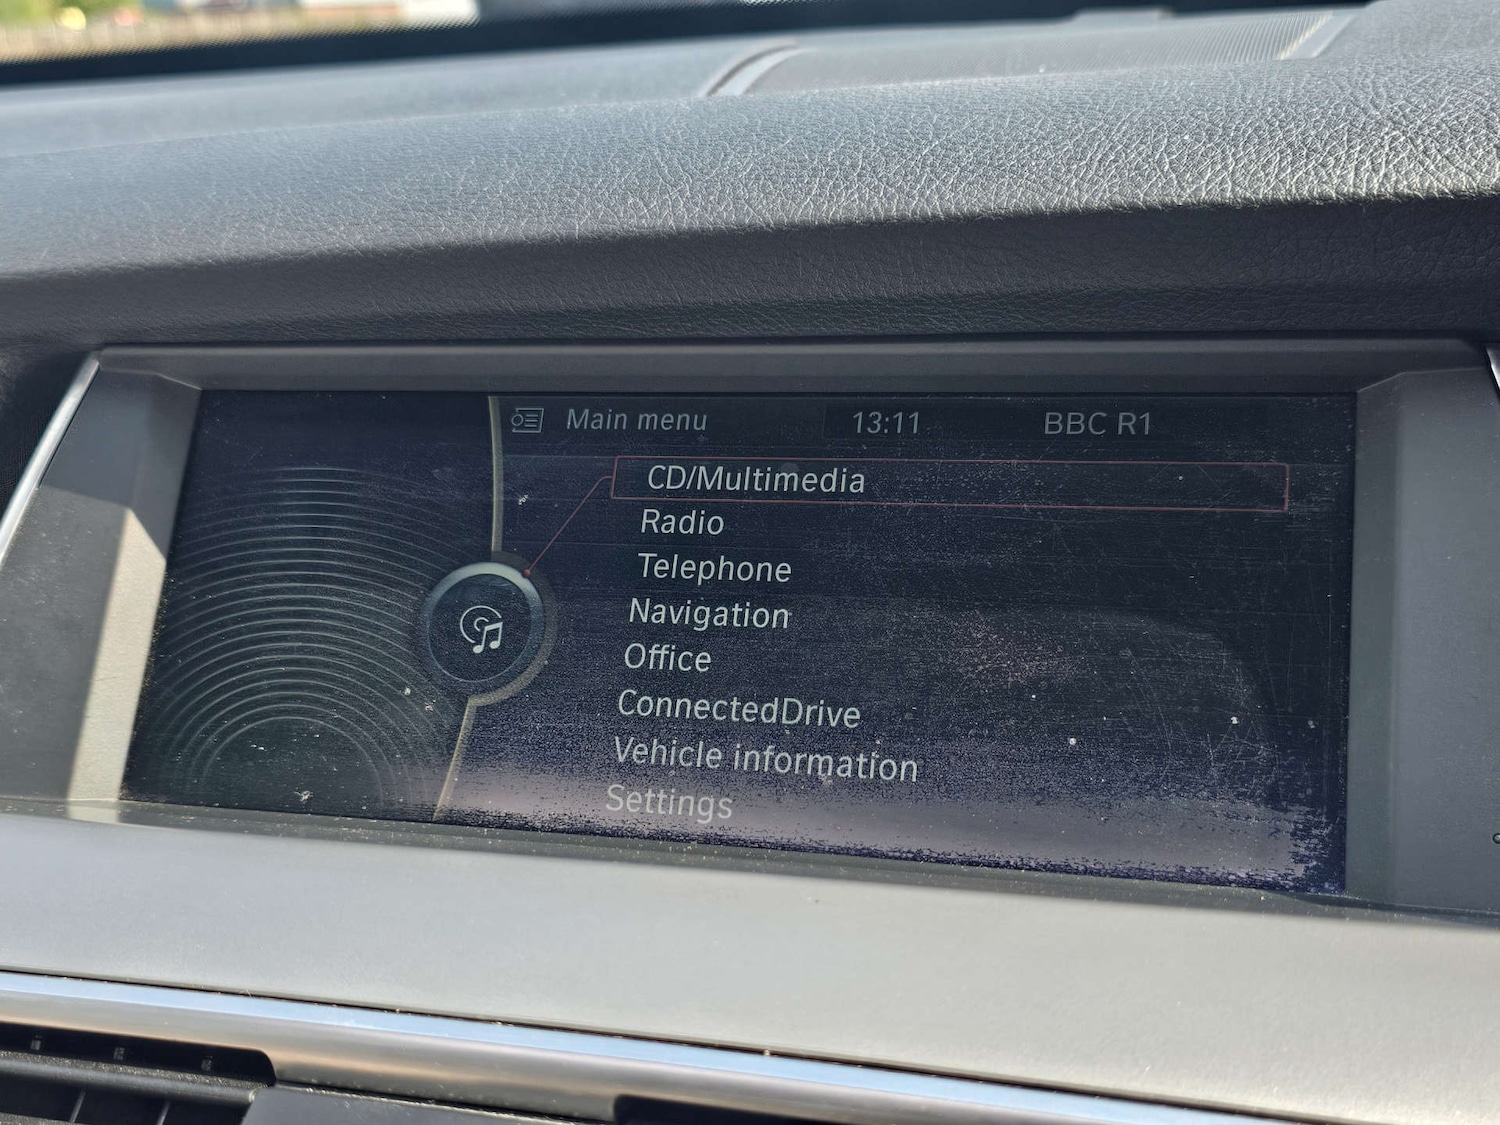 Main menu 13:11 BBC R1
CD/Multimedia
Radio
Telephone
Navigation
Office
ConnectedDrive
Vehicle information
Settings